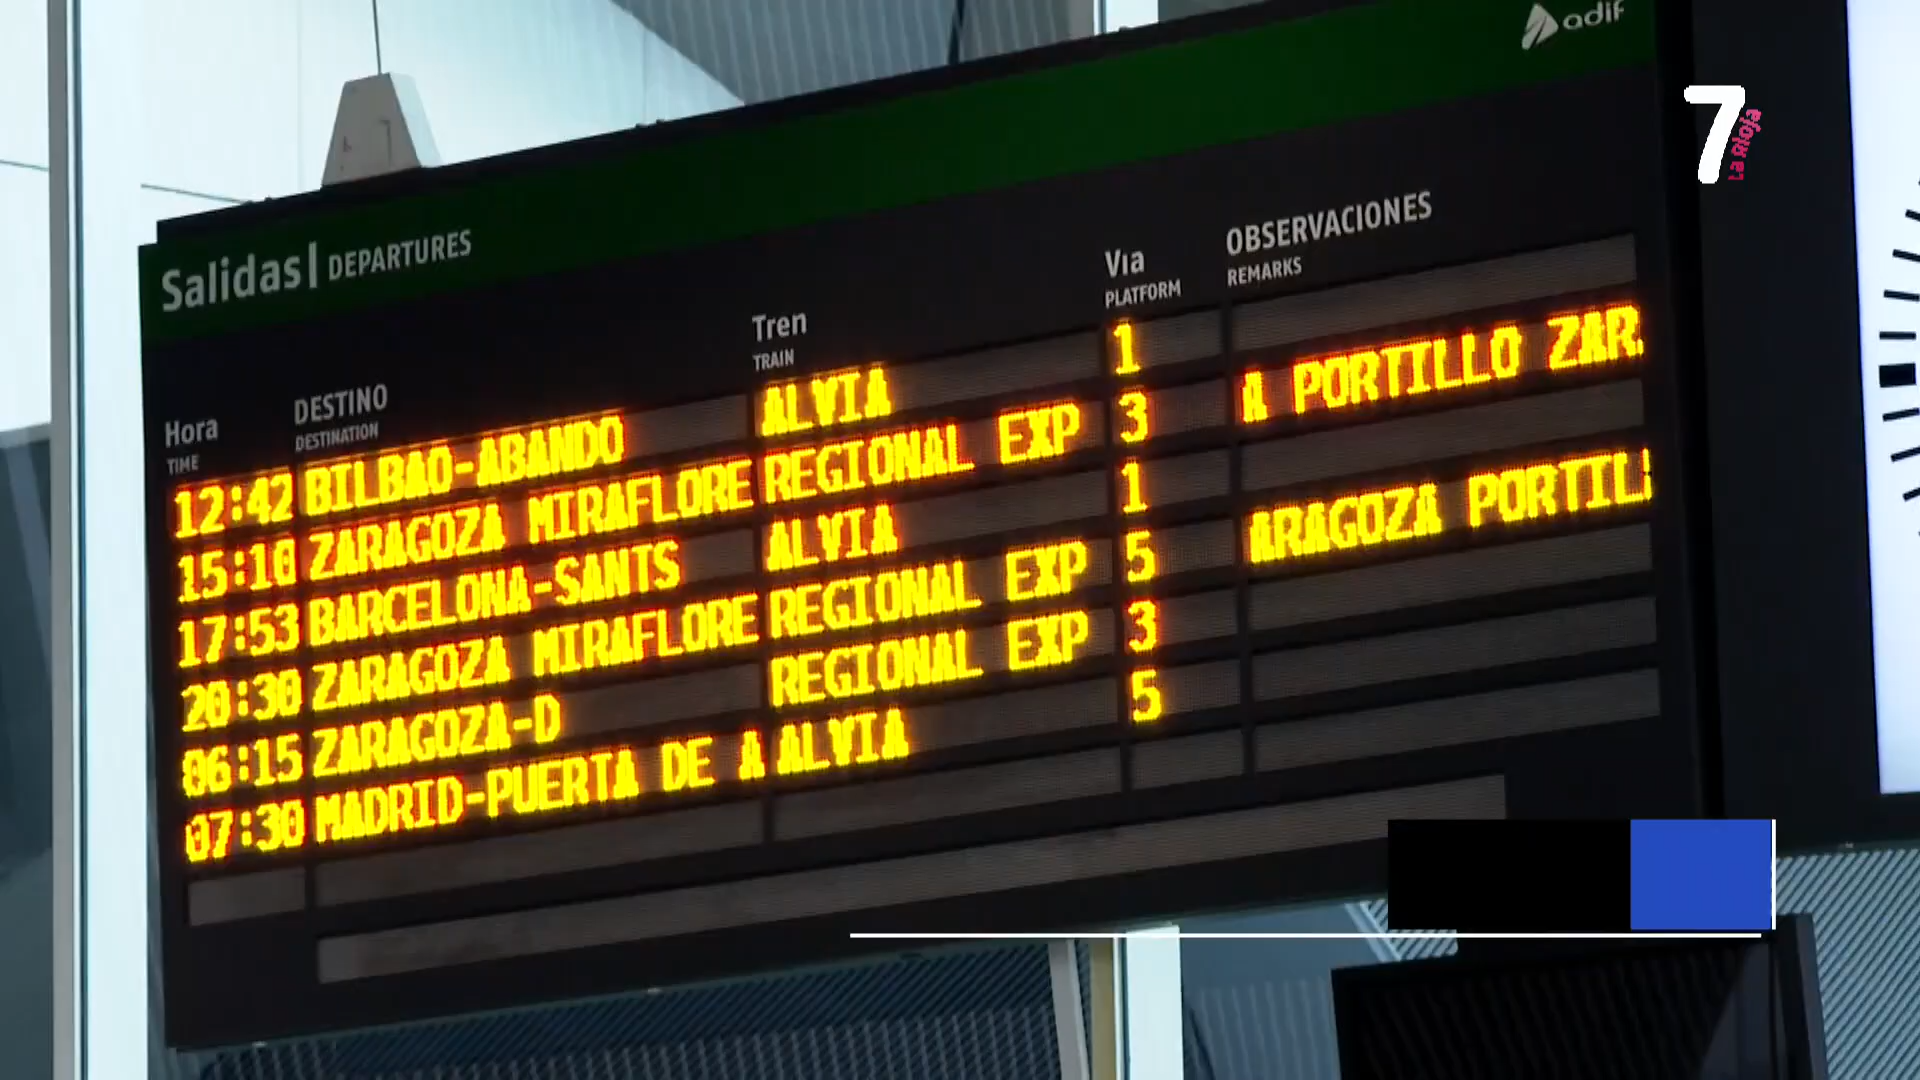 adif
7 La Rioja
Salidas | DEPARTURES
Hora DESTINO Tren Vía OBSERVACIONES
TIME DESTINATION TRAIN PLATFORM REMARKS
12:42 BILBAO-ABANDO ALVIA 1
15:10 ZARAGOZA MIRAFLORE REGIONAL EXP 3 A PORTILLO ZAR
17:53 BARCELONA-SANTS ALVIA 1
20:30 ZARAGOZA MIRAFLORE REGIONAL EXP 5 ARAGOZA PORTIL
06:15 ZARAGOZA-D REGIONAL EXP 3
07:30 MADRID-PUERTA DE A ALVIA 5